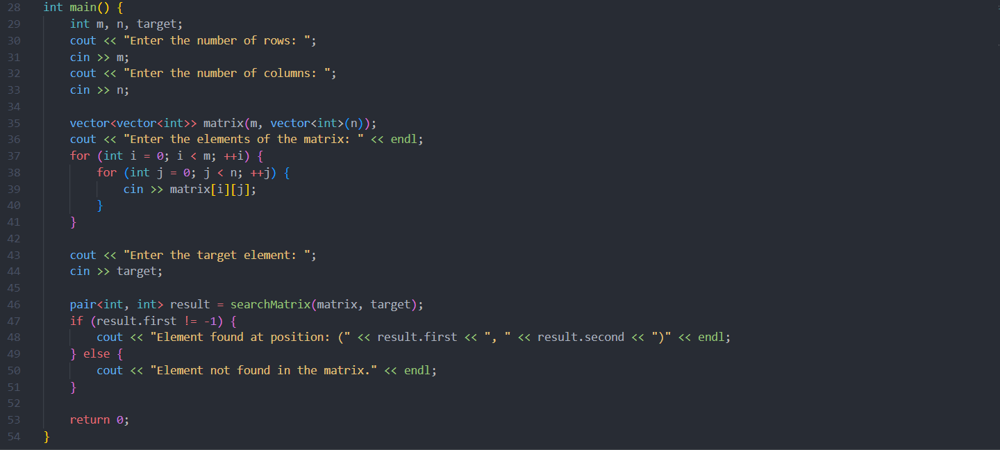 28 int main() {
29     int m, n, target;
30     cout << "Enter the number of rows: ";
31     cin >> m;
32     cout << "Enter the number of columns: ";
33     cin >> n;
34
35     vector<vector<int>> matrix(m, vector<int>(n));
36     cout << "Enter the elements of the matrix: " << endl;
37     for (int i = 0; i < m; ++i) {
38         for (int j = 0; j < n; ++j) {
39             cin >> matrix[i][j];
40         }
41     }
42
43     cout << "Enter the target element: ";
44     cin >> target;
45
46     pair<int, int> result = searchMatrix(matrix, target);
47     if (result.first != -1) {
48         cout << "Element found at position: (" << result.first << ", " << result.second << ")" << endl;
49     } else {
50         cout << "Element not found in the matrix." << endl;
51     }
52
53     return 0;
54 }